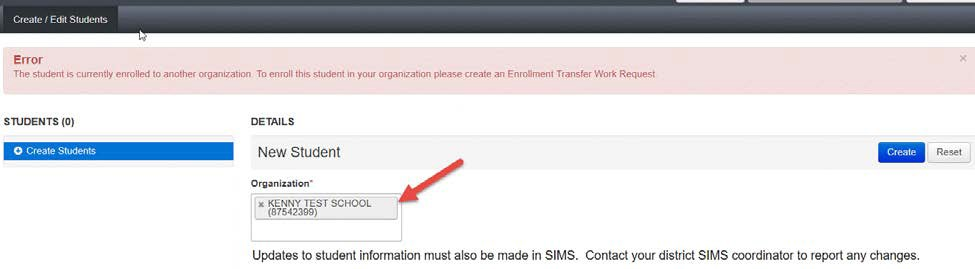 Create / Edit Students
Error
The student is currently enrolled to another organization. To enroll this student in your organization please create an Enrollment Transfer Work Request.
×
STUDENTS (0)
Create Students
DETAILS
New Student
Create
Reset
Organization*
× KENNY TEST SCHOOL
(87542399)
Updates to student information must also be made in SIMS. Contact your district SIMS coordinator to report any changes.